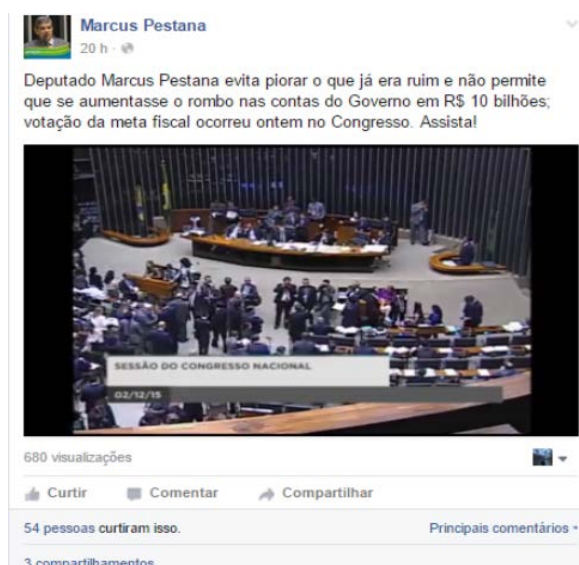 Marcus Pestana
20 h ·
Deputado Marcus Pestana evita piorar o que já era ruim e não permite
que se aumentasse o rombo nas contas do Governo em R$ 10 bilhões;
votação da meta fiscal ocorreu ontem no Congresso. Assista!
SESSÃO DO CONGRESSO NACIONAL
02/12/15
680 visualizações
Curtir Comentar Compartilhar
54 pessoas curtiram isso. Principais comentários
3 compartilhamentos